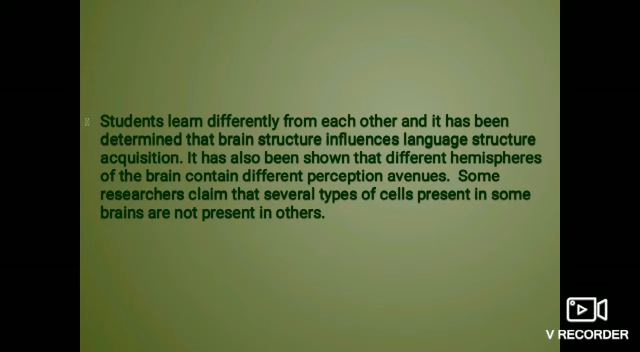 Students learn differently from each other and it has been
determined that brain structure influences language structure
acquisition. It has also been shown that different hemispheres
of the brain contain different perception avenues. Some
researchers claim that several types of cells present in some
brains are not present in others.
V RECORDER